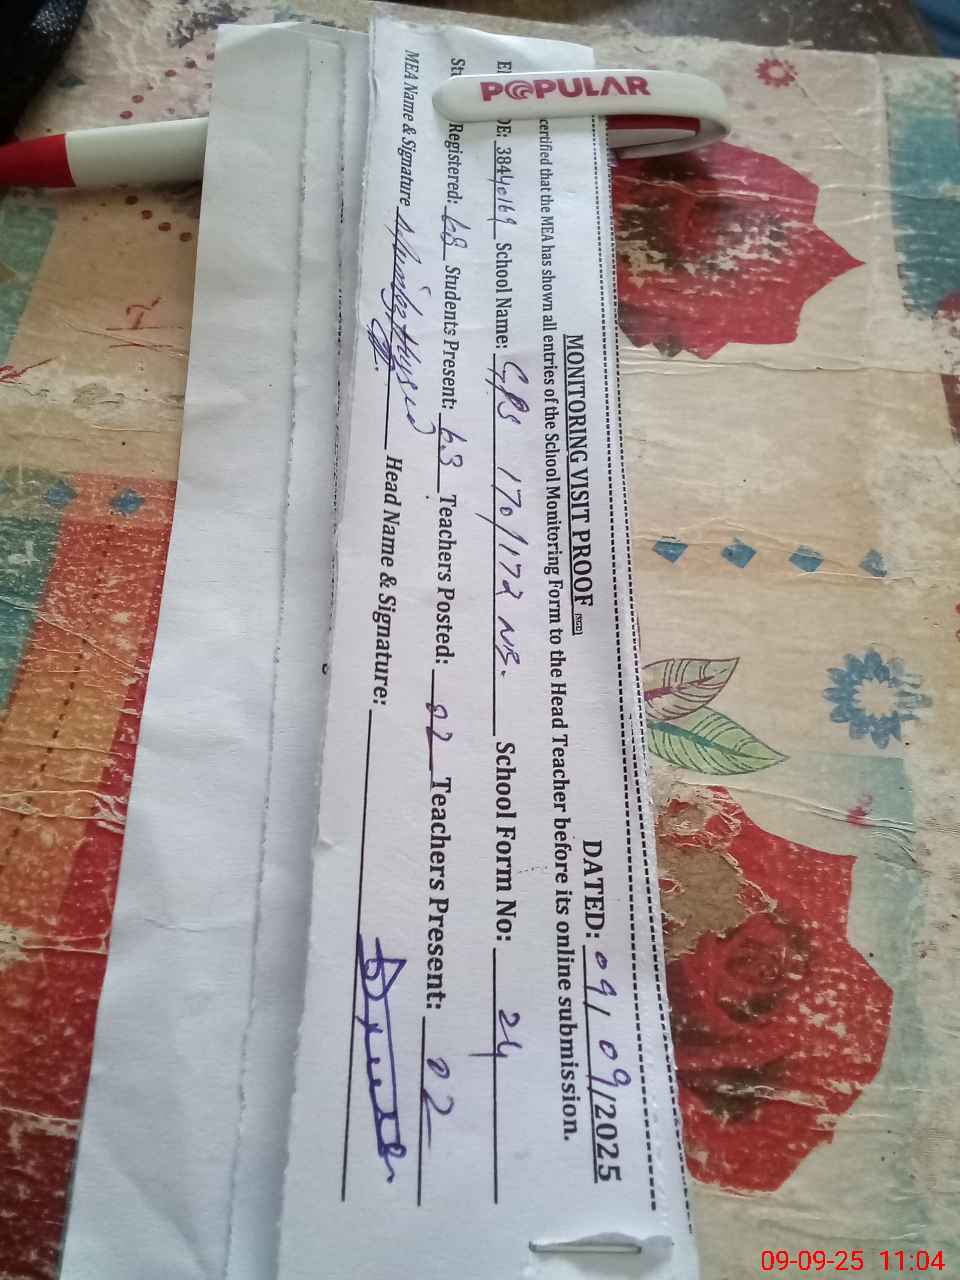 POPULAR
MONITORING VISIT PROOF (SGD) DATED: 09/09/2025
certified that the MEA has shown all entries of the School Monitoring Form to the Head Teacher before its online submission.
38440169 School Name: GPS 170/172 NB. School Form No: 24
Registered: 68 Students Present: 63 Teachers Posted: 02 Teachers Present: 02
MEA Name & Signature Head Name & Signature:
09-09-25 11:04